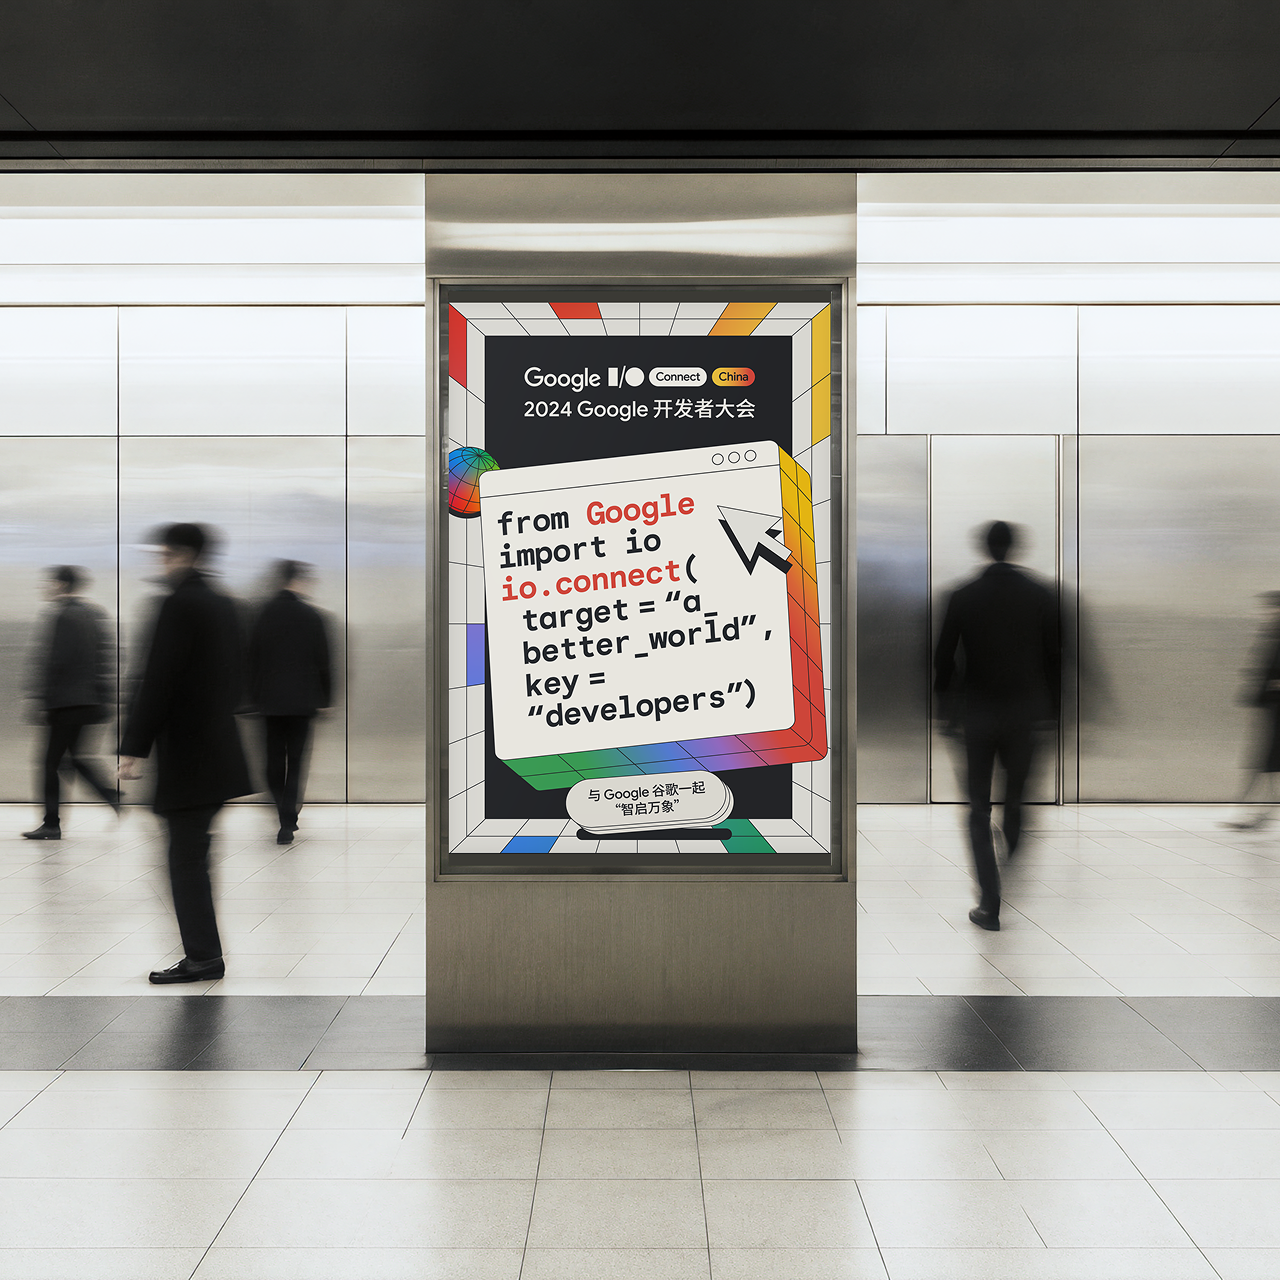 Google I/O Connect China
2024 Google 开发者大会
from Google
import io
io.connect(
target = “a_
better_world”,
key =
“developers”)
与 Google 谷歌一起
“智启万象”